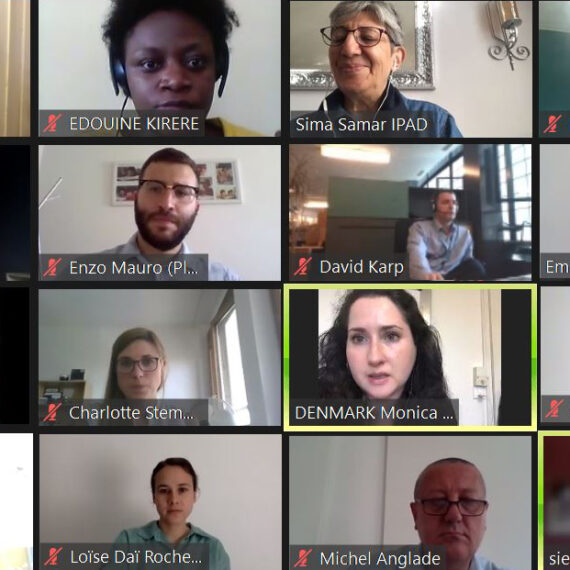 EDOUINE KIRERE
Sima Samar IPAD
Enzo Mauro (Pl...
David Karp
Em
Charlotte Stem...
DENMARK Monica ...
Loïse Daï Roche...
Michel Anglade
sie